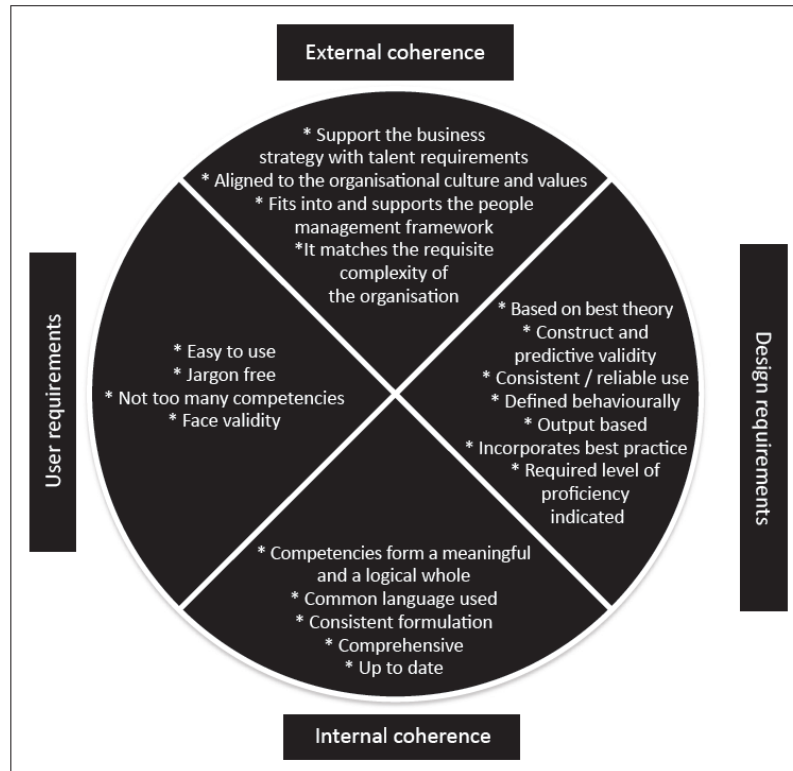 External coherence
* Support the business
strategy with talent requirements
* Aligned to the organisational culture and values
* Fits into and supports the people
management framework
*It matches the requisite
complexity of
the organisation
User requirements
* Easy to use
* Jargon free
* Not too many competencies
* Face validity
* Based on best theory
* Construct and
predictive validity
* Consistent / reliable use
* Defined behaviourally
* Output based
* Incorporates best practice
* Required level of
proficiency
indicated
Design requirements
* Competencies form a meaningful
and a logical whole
* Common language used
* Consistent formulation
* Comprehensive
* Up to date
Internal coherence